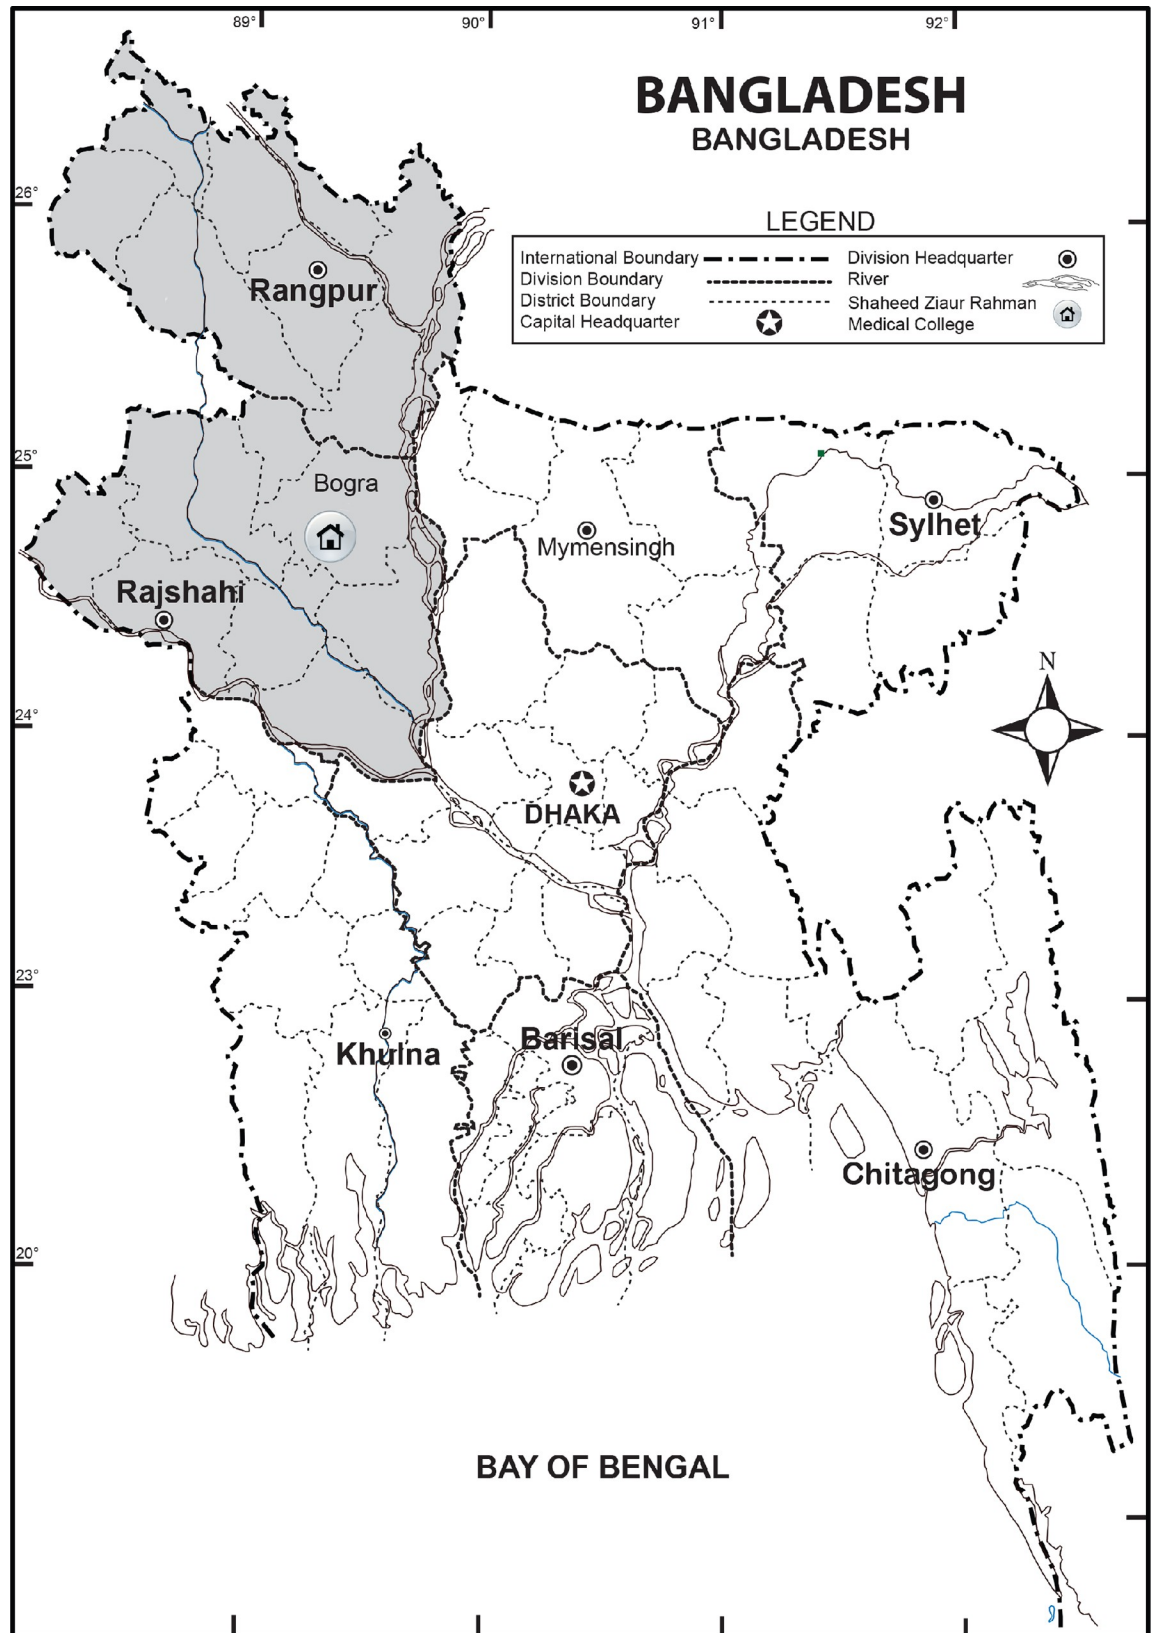 89° 90° 91° 92°
BANGLADESH
BANGLADESH
26°
LEGEND
International Boundary
Division Boundary
District Boundary
Capital Headquarter
Division Headquarter
River
Shaheed Ziaur Rahman
Medical College
Rangpur
25°
Bogra
Sylhet
Mymensingh
Rajshahi
N
24°
DHAKA
23°
Barisal
Khulna
Chitagong
20°
BAY OF BENGAL